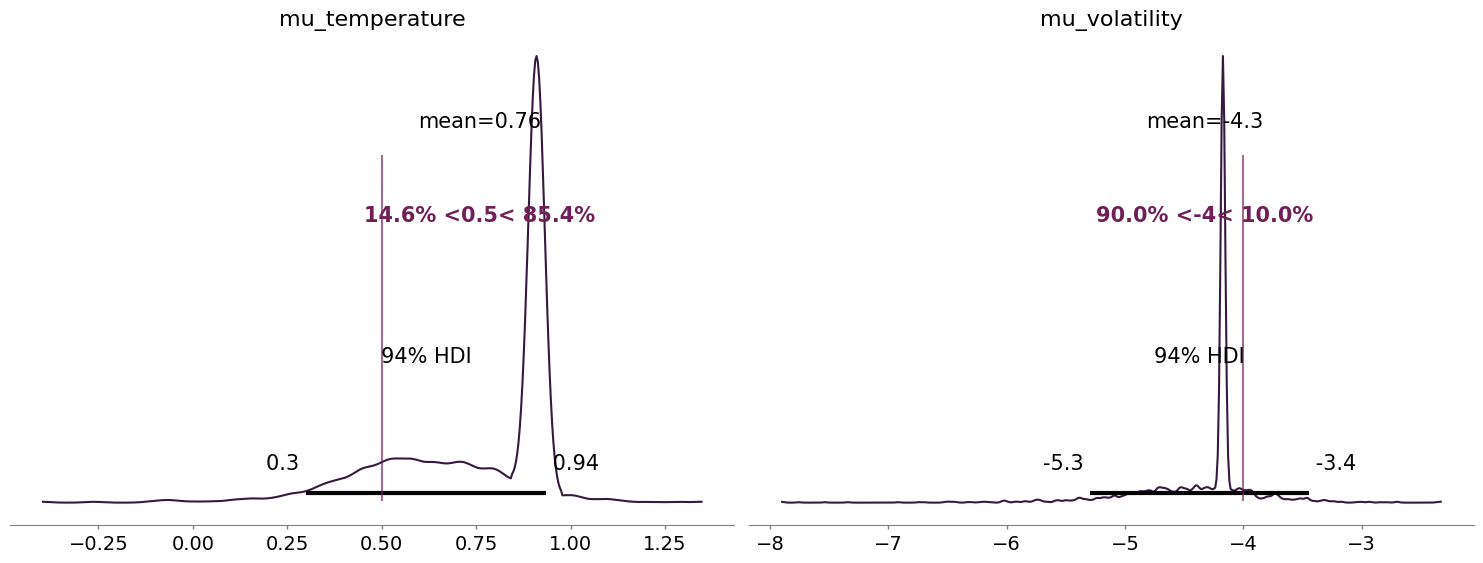 mu_temperature
mean=0.76
14.6% <0.5< 85.4%
94% HDI
0.3
0.94
−0.25 0.00 0.25 0.50 0.75 1.00 1.25
mu_volatility
mean=-4.3
90.0% <-4< 10.0%
94% HDI
-5.3
-3.4
−8 −7 −6 −5 −4 −3